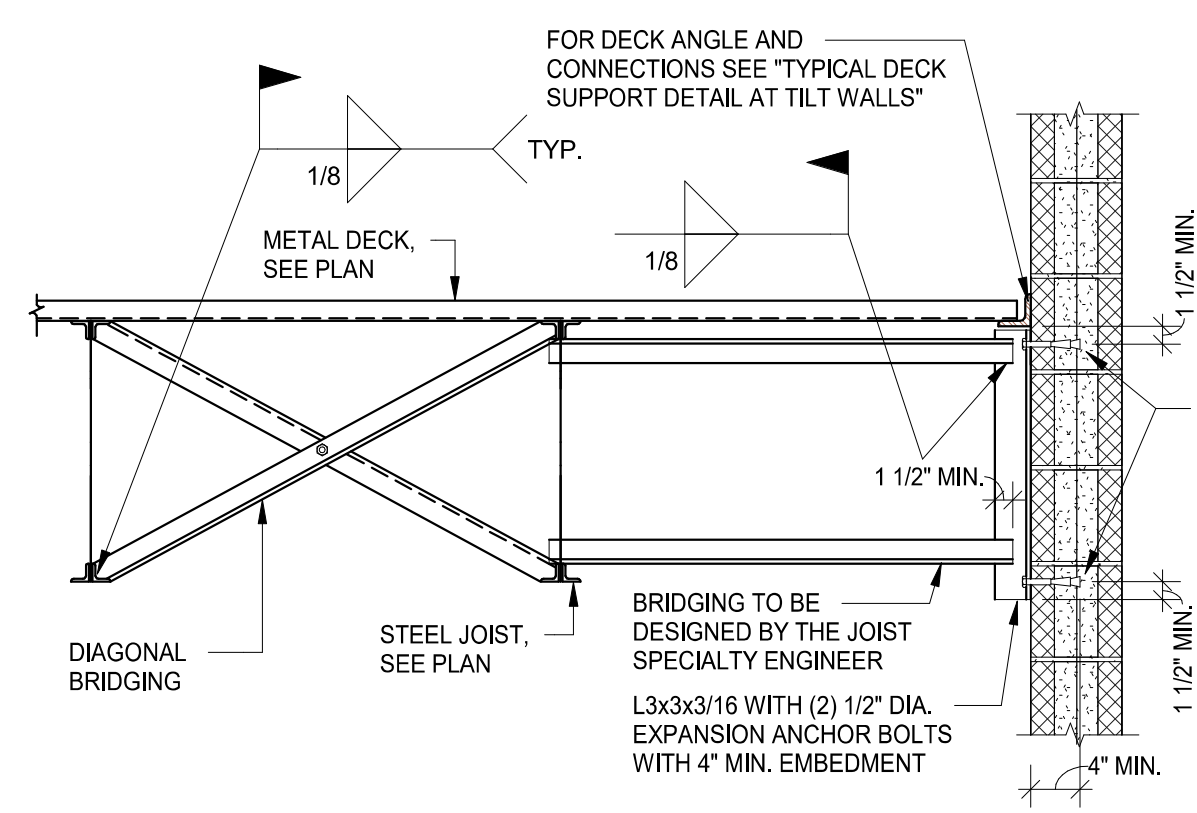 FOR DECK ANGLE AND
CONNECTIONS SEE "TYPICAL DECK
SUPPORT DETAIL AT TILT WALLS"
TYP.
1/8
1/8
METAL DECK,
SEE PLAN
1 1/2" MIN.
1 1/2" MIN.
DIAGONAL
BRIDGING
STEEL JOIST,
SEE PLAN
BRIDGING TO BE
DESIGNED BY THE JOIST
SPECIALTY ENGINEER
L3x3x3/16 WITH (2) 1/2" DIA.
EXPANSION ANCHOR BOLTS
WITH 4" MIN. EMBEDMENT
1 1/2" MIN.
4" MIN.